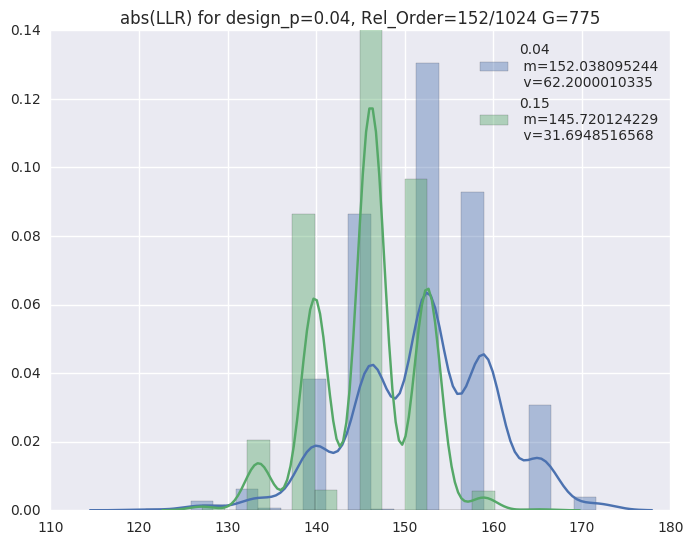 abs(LLR) for design_p=0.04, Rel_Order=152/1024 G=775
0.04
m=152.038095244
v=62.2000010335
0.15
m=145.720124229
v=31.6948516568
0.14
0.12
0.10
0.08
0.06
0.04
0.02
0.00
110 120 130 140 150 160 170 180